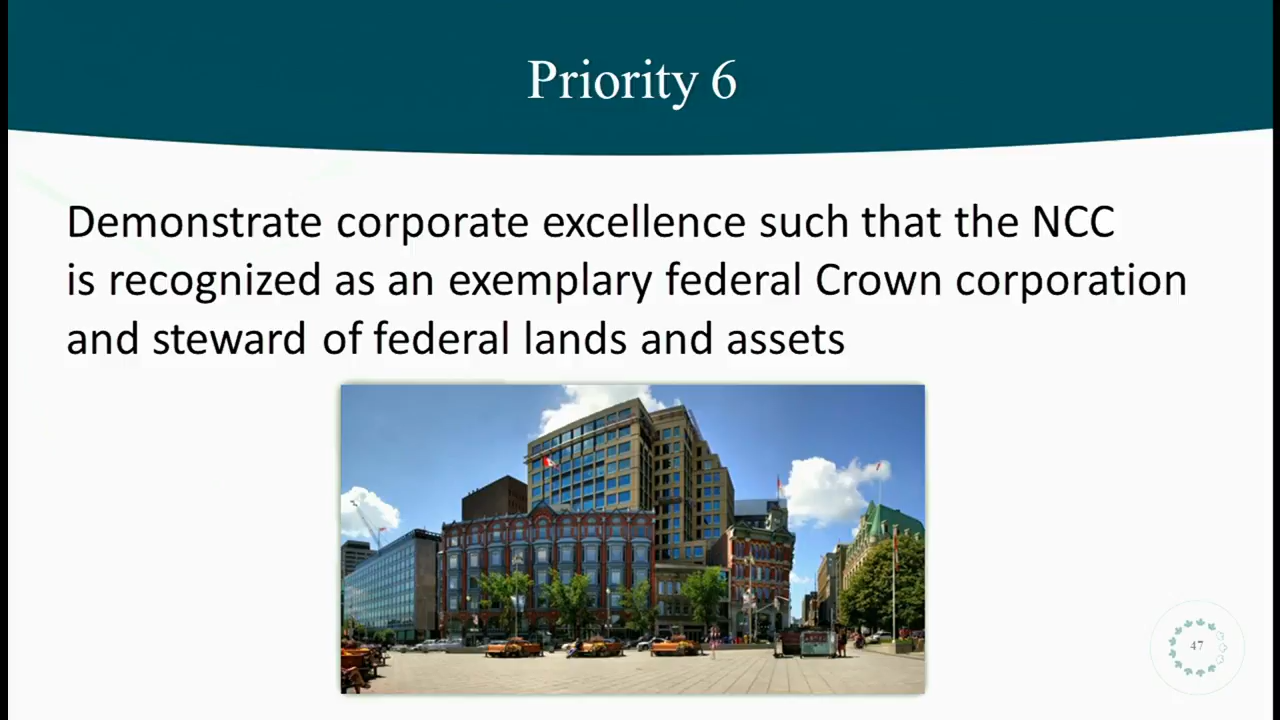 Priority 6
Demonstrate corporate excellence such that the NCC
is recognized as an exemplary federal Crown corporation
and steward of federal lands and assets
47